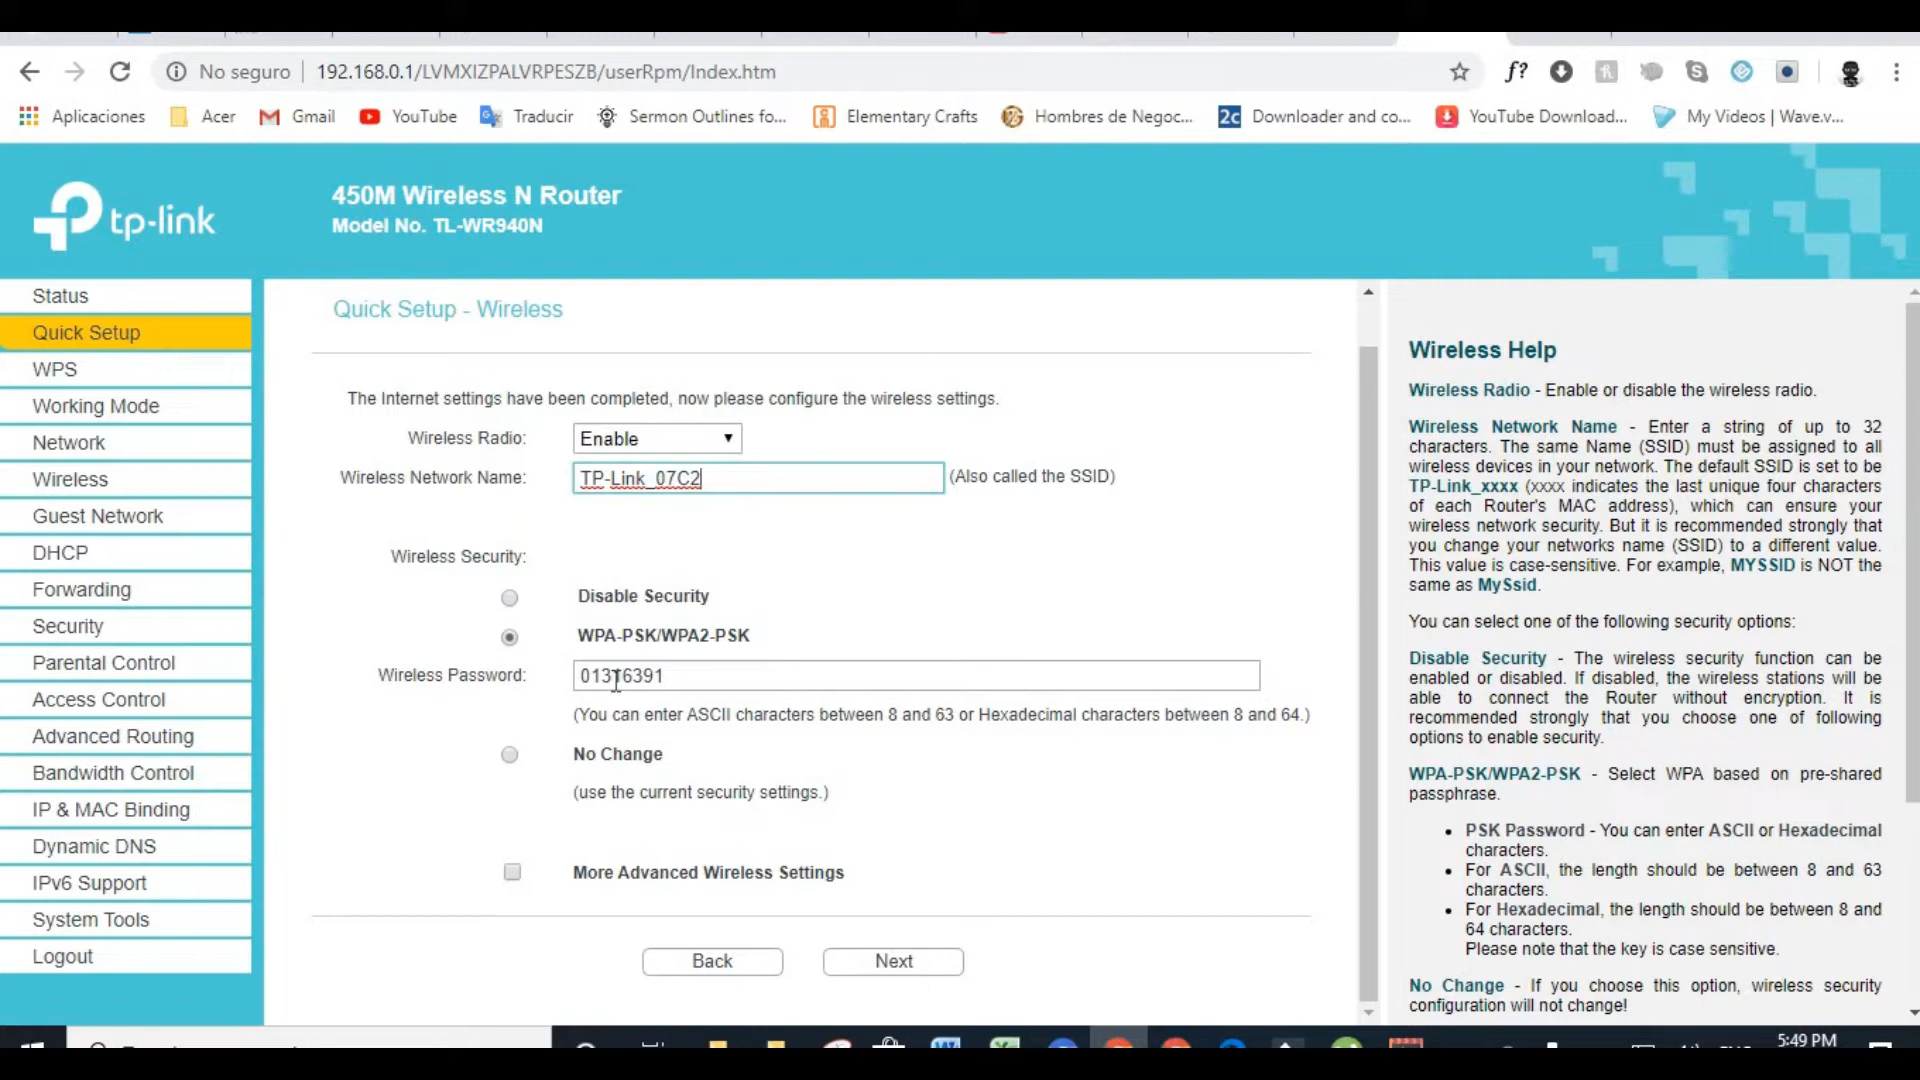 No seguro
192.168.0.1/LVMXIZPALVRPESZB/userRpm/Index.htm
f?
Aplicaciones
Acer
Gmail
YouTube
Traducir
Sermon Outlines fo...
Elementary Crafts
Hombres de Negoc...
2c
Downloader and co...
YouTube Download...
My Videos | Wave.v...
tp-link
450M Wireless N Router
Model No. TL-WR940N
Status
Quick Setup
WPS
Working Mode
Network
Wireless
Guest Network
DHCP
Forwarding
Security
Parental Control
Access Control
Advanced Routing
Bandwidth Control
IP & MAC Binding
Dynamic DNS
IPv6 Support
System Tools
Logout
Quick Setup - Wireless
The Internet settings have been completed, now please configure the wireless settings.
Wireless Radio:
Enable
Wireless Network Name:
TP-Link_07C2
(Also called the SSID)
Wireless Security:
Disable Security
WPA-PSK/WPA2-PSK
Wireless Password:
(You can enter ASCII characters between 8 and 63 or Hexadecimal characters between 8 and 64.)
No Change
(use the current security settings.)
More Advanced Wireless Settings
Back
Next
Wireless Help
Wireless Radio - Enable or disable the wireless radio.
Wireless Network Name - Enter a string of up to 32
characters. The same Name (SSID) must be assigned to all
wireless devices in your network. The default SSID is set to be
TP-Link_xxxx (xxxx indicates the last unique four characters
of each Router's MAC address), which can ensure your
wireless network security. But it is recommended strongly that
you change your networks name (SSID) to a different value.
This value is case-sensitive. For example, MYSSID is NOT the
same as MySsid.
You can select one of the following security options:
Disable Security - The wireless security function can be
enabled or disabled. If disabled, the wireless stations will be
able to connect the Router without encryption. It is
recommended strongly that you choose one of following
options to enable security.
WPA-PSK/WPA2-PSK - Select WPA based on pre-shared
passphrase.
PSK Password - You can enter ASCII or Hexadecimal
characters.
For ASCII, the length should be between 8 and 63
characters.
For Hexadecimal, the length should be between 8 and
64 characters.
Please note that the key is case sensitive.
No Change - If you choose this option, wireless security
configuration will not change!
5:49 PM